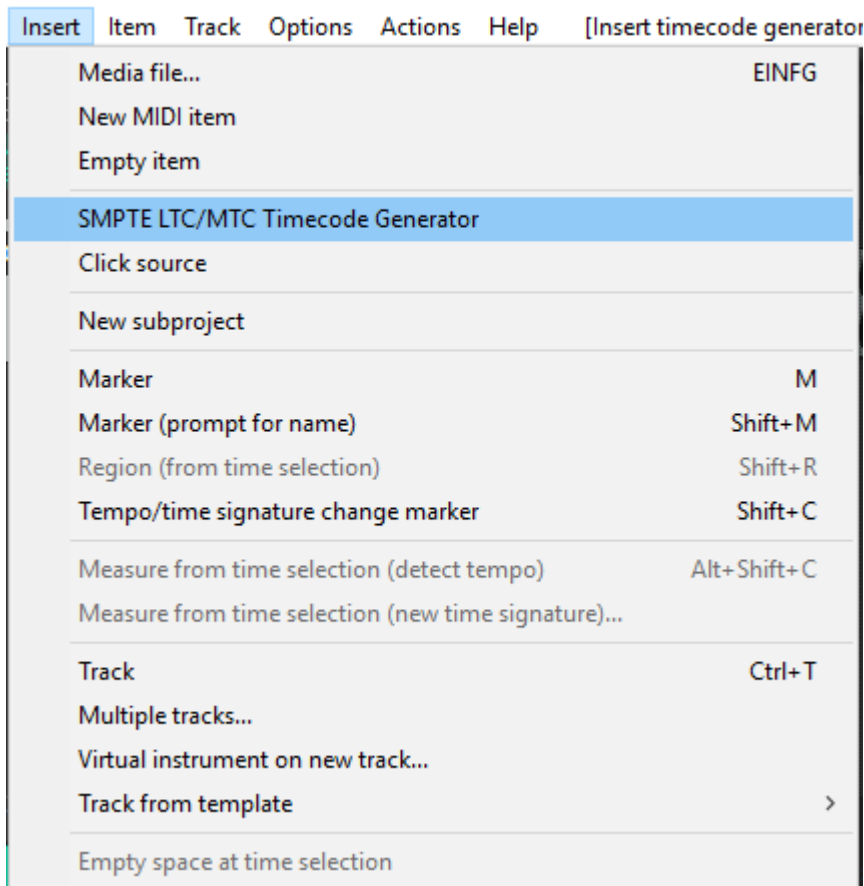 Insert Item Track Options Actions Help [Insert timecode generator
Media file... EINFG
New MIDI item
Empty item
SMPTE LTC/MTC Timecode Generator
Click source
New subproject
Marker M
Marker (prompt for name) Shift+M
Region (from time selection) Shift+R
Tempo/time signature change marker Shift+C
Measure from time selection (detect tempo) Alt+Shift+C
Measure from time selection (new time signature)...
Track Ctrl+T
Multiple tracks...
Virtual instrument on new track...
Track from template >
Empty space at time selection